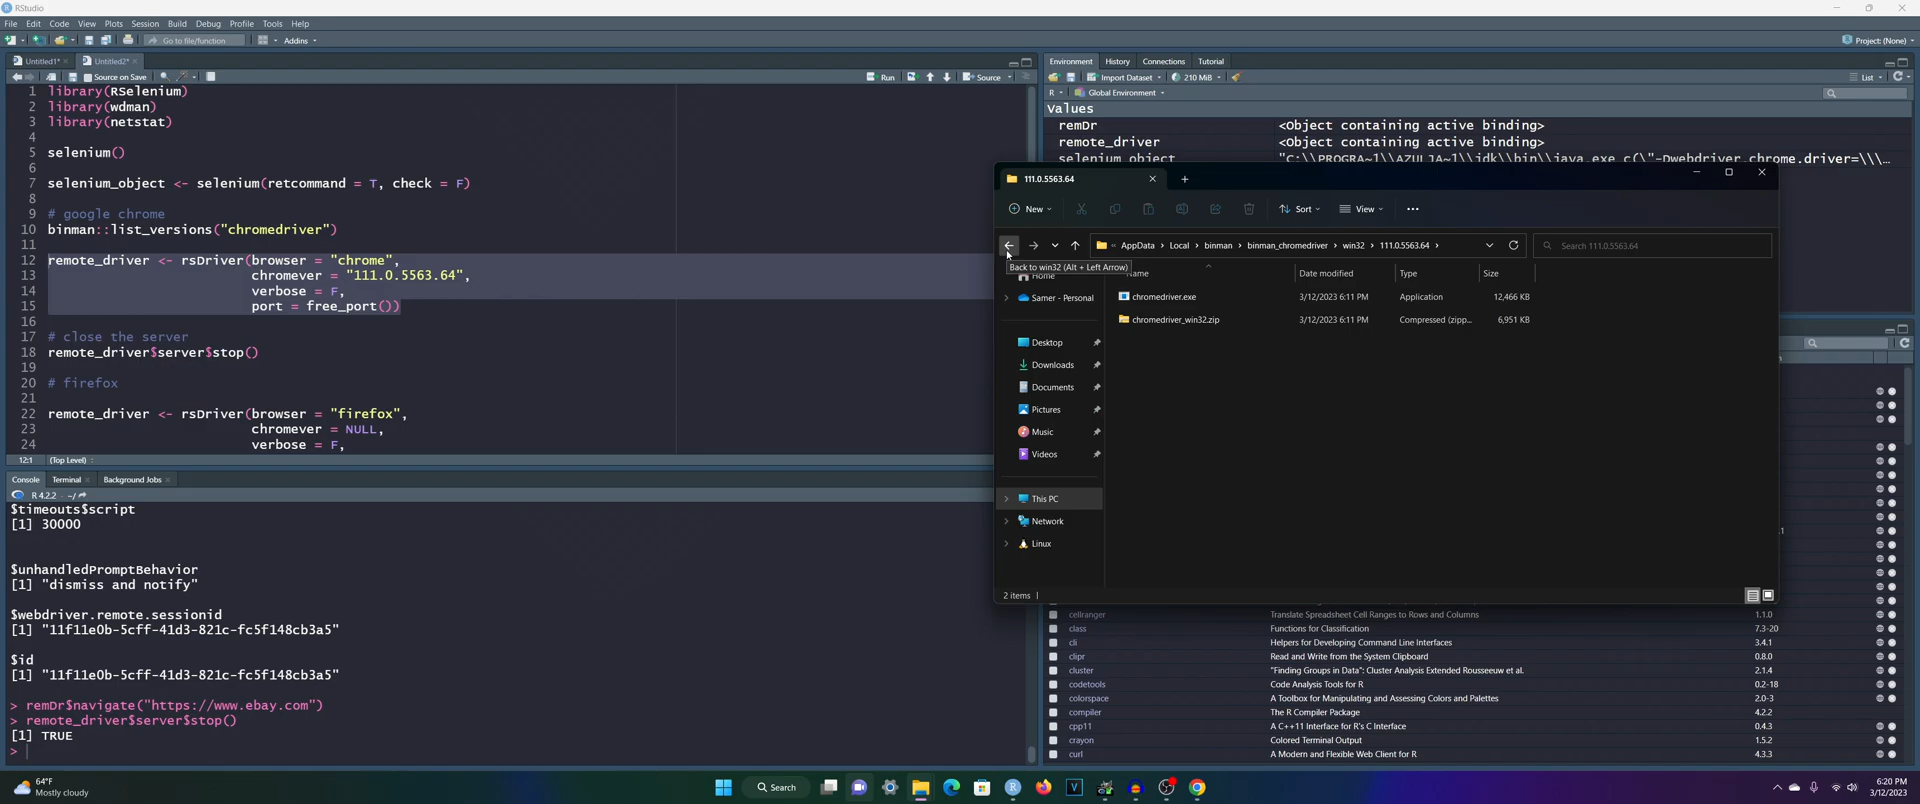 RStudio
File Edit Code View Plots Session Build Debug Profile Tools Help
Go to file/function Addins Project: (None)
Untitled1* Untitled2*
Source on Save Run Source
1 library(RSelenium)
2 library(wdman)
3 library(netstat)
4
5 selenium()
6
7 selenium_object <- selenium(retcommand = T, check = F)
8
9 # google chrome
10 binman::list_versions("chromedriver")
11
12 remote_driver <- rsDriver(browser = "chrome",
13 chromever = "111.0.5563.64",
14 verbose = F,
15 port = free_port())
16
17 # close the server
18 remote_driver$server$stop()
19
20 # firefox
21
22 remote_driver <- rsDriver(browser = "firefox",
23 chromever = NULL,
24 verbose = F,
12:1 (Top Level)
Console Terminal Background Jobs
R 4.2.2 · ~/
$timeouts$script
[1] 30000
$unhandledPromptBehavior
[1] "dismiss and notify"
$webdriver.remote.sessionid
[1] "11f11e0b-5cff-41d3-821c-fc5f148cb3a5"
$id
[1] "11f11e0b-5cff-41d3-821c-fc5f148cb3a5"
> remDr$navigate("https://www.ebay.com")
> remote_driver$server$stop()
[1] TRUE
>
Environment History Connections Tutorial
Import Dataset 210 MiB List
R Global Environment
Values
remDr <Object containing active binding>
remote_driver <Object containing active binding>
selenium_object "C:\\PROGRA~1\\AZULJA~1\\jdk\\bin\\java.exe c(\"-Dwebdriver.chrome.driver=\\\…
111.0.5563.64
New Sort View
AppData > Local > binman > binman_chromedriver > win32 > 111.0.5563.64 > Search 111.0.5563.64
Back to win32 (Alt + Left Arrow)
Home
Name Date modified Type Size
chromedriver.exe 3/12/2023 6:11 PM Application 12,466 KB
chromedriver_win32.zip 3/12/2023 6:11 PM Compressed (zipp... 6,951 KB
Samer - Personal
Desktop
Downloads
Documents
Pictures
Music
Videos
This PC
Network
Linux
2 items
cellranger Translate Spreadsheet Cell Ranges to Rows and Columns 1.1.0
class Functions for Classification 7.3-20
cli Helpers for Developing Command Line Interfaces 3.4.1
clipr Read and Write from the System Clipboard 0.8.0
cluster "Finding Groups in Data": Cluster Analysis Extended Rousseeuw et al. 2.1.4
codetools Code Analysis Tools for R 0.2-18
colorspace A Toolbox for Manipulating and Assessing Colors and Palettes 2.0-3
compiler The R Compiler Package 4.2.2
cpp11 A C++11 Interface for R's C Interface 0.4.3
crayon Colored Terminal Output 1.5.2
curl A Modern and Flexible Web Client for R 4.3.3
64°F
Mostly cloudy
Search
6:20 PM
3/12/2023